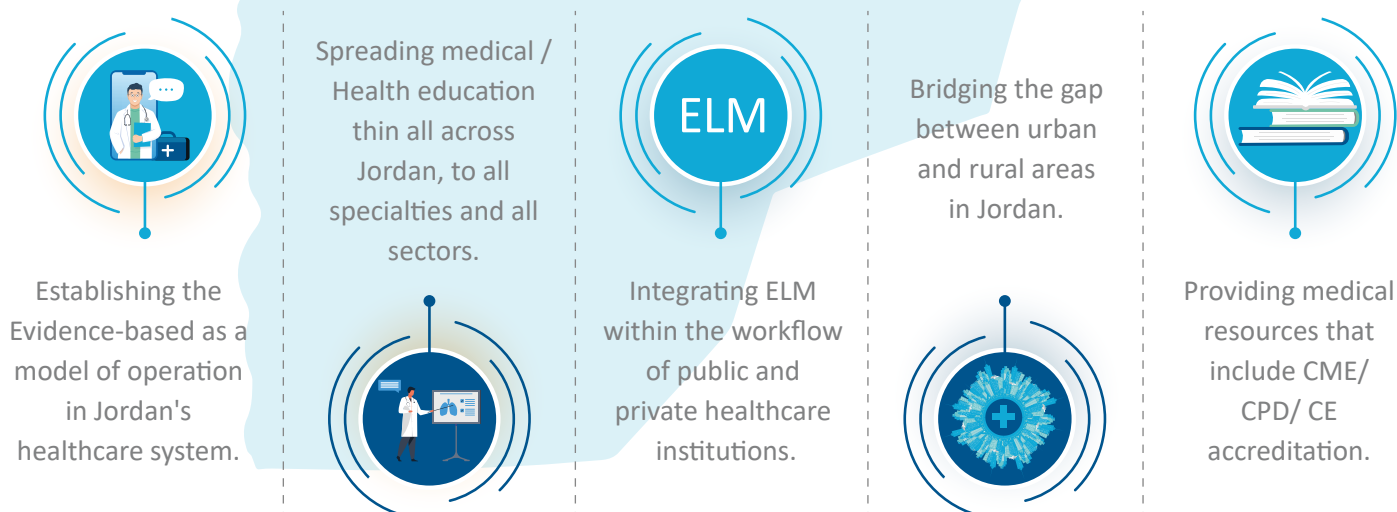 Establishing the
Evidence-based as a
model of operation
in Jordan's
healthcare system.
Spreading medical /
Health education
thin all across
Jordan, to all
specialties and all
sectors.
ELM
Integrating ELM
within the workflow
of public and
private healthcare
institutions.
Bridging the gap
between urban
and rural areas
in Jordan.
Providing medical
resources that
include CME/
CPD/ CE
accreditation.